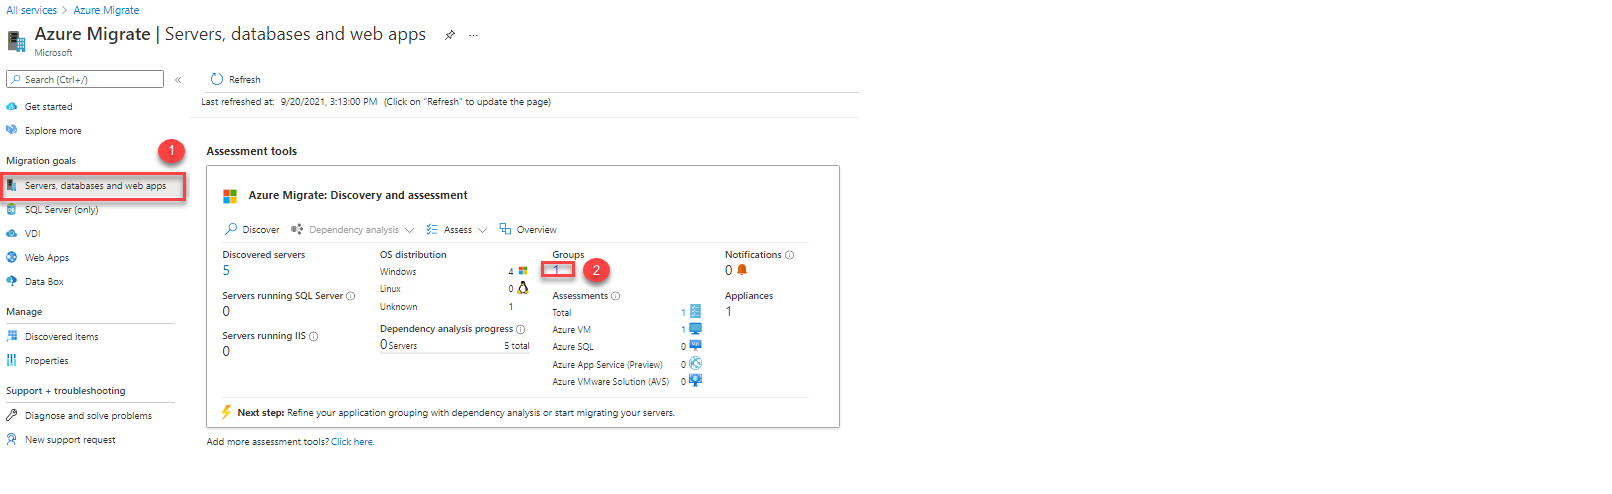 All services > Azure Migrate
Azure Migrate | Servers, databases and web apps ...
Microsoft
Search (Ctrl+/) «
Get started
Explore more
Migration goals
1
Servers, databases and web apps
SQL Server (only)
VDI
Web Apps
Data Box
Manage
Discovered items
Properties
Support + troubleshooting
Diagnose and solve problems
New support request
Refresh
Last refreshed at: 9/20/2021, 3:13:00 PM (Click on "Refresh" to update the page)
Assessment tools
Azure Migrate: Discovery and assessment
Discover Dependency analysis Assess Overview
Discovered servers
5
Servers running SQL Server
0
Servers running IIS
0
OS distribution
Windows 4
Linux 0
Unknown 1
Dependency analysis progress
0 Servers 5 total
Groups
1 2
Assessments
Total 1
Azure VM 1
Azure SQL 0
Azure App Service (Preview) 0
Azure VMware Solution (AVS) 0
Notifications
0
Appliances
1
Next step: Refine your application grouping with dependency analysis or start migrating your servers.
Add more assessment tools? Click here.